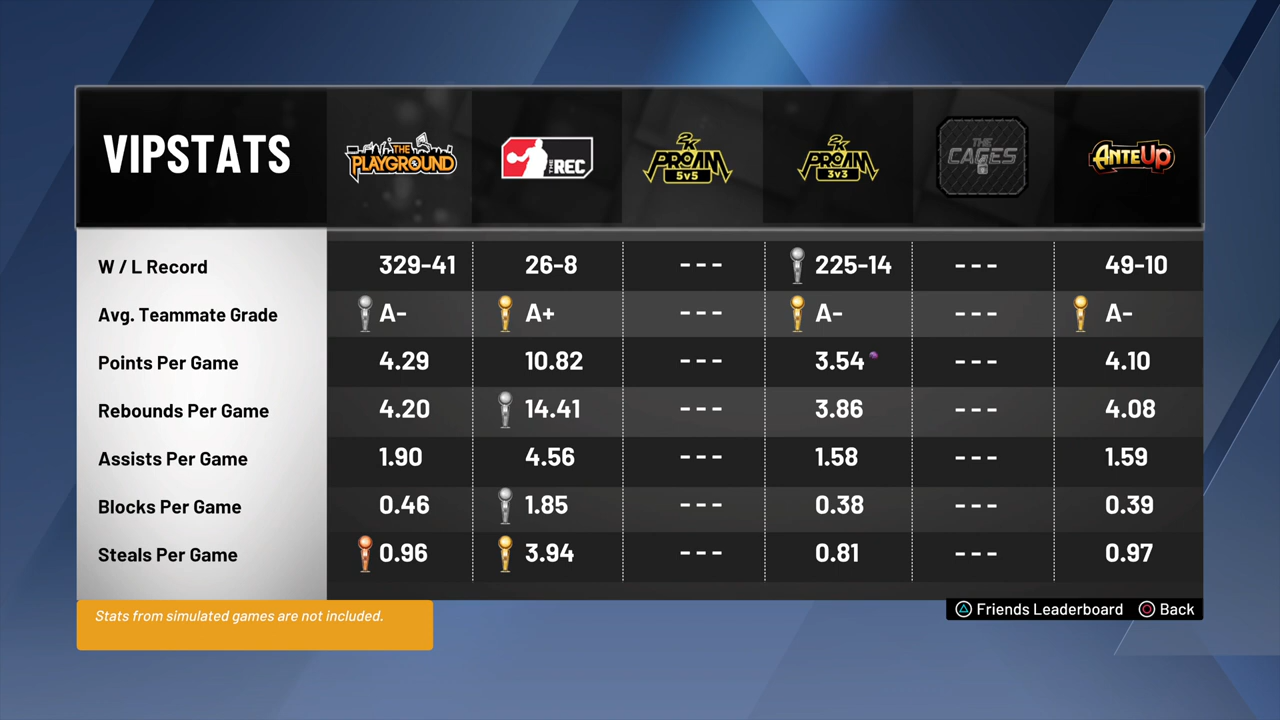 VIPSTATS
THE PLAYGROUND
THE REC
2K PROAM 5v5
2K PROAM 3v3
THE CAGES
ANTE UP
W / L Record 329-41 26-8 --- 225-14 --- 49-10
Avg. Teammate Grade A- A+ --- A- --- A-
Points Per Game 4.29 10.82 --- 3.54 --- 4.10
Rebounds Per Game 4.20 14.41 --- 3.86 --- 4.08
Assists Per Game 1.90 4.56 --- 1.58 --- 1.59
Blocks Per Game 0.46 1.85 --- 0.38 --- 0.39
Steals Per Game 0.96 3.94 --- 0.81 --- 0.97
Stats from simulated games are not included.
Friends Leaderboard Back